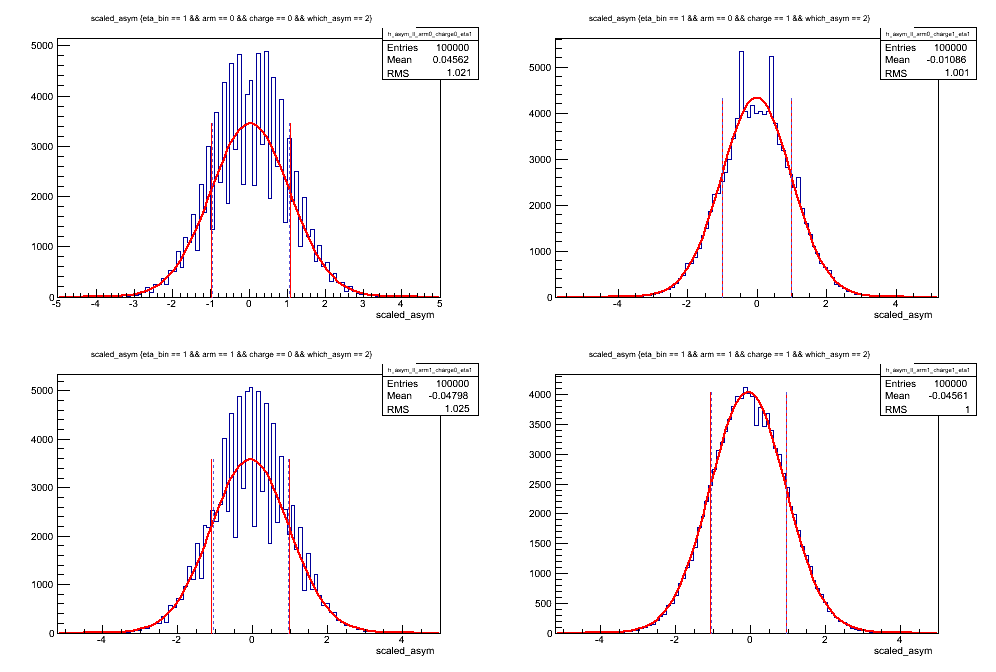 scaled_asym {eta_bin == 1 && arm == 0 && charge == 0 && which_asym == 2}
h_asym_ll_arm0_charge0_eta1
Entries 100000
Mean 0.04562
RMS 1.021
5000
4000
3000
2000
1000
0
-5 -4 -3 -2 -1 0 1 2 3 4 5
scaled_asym
scaled_asym {eta_bin == 1 && arm == 0 && charge == 1 && which_asym == 2}
h_asym_ll_arm0_charge1_eta1
Entries 100000
Mean -0.01086
RMS 1.001
5000
4000
3000
2000
1000
0
-4 -2 0 2 4
scaled_asym
scaled_asym {eta_bin == 1 && arm == 1 && charge == 0 && which_asym == 2}
h_asym_ll_arm1_charge0_eta1
Entries 100000
Mean -0.04798
RMS 1.025
5000
4000
3000
2000
1000
0
-4 -2 0 2 4
scaled_asym
scaled_asym {eta_bin == 1 && arm == 1 && charge == 1 && which_asym == 2}
h_asym_ll_arm1_charge1_eta1
Entries 100000
Mean -0.04561
RMS 1
4000
3500
3000
2500
2000
1500
1000
500
0
-4 -2 0 2 4
scaled_asym